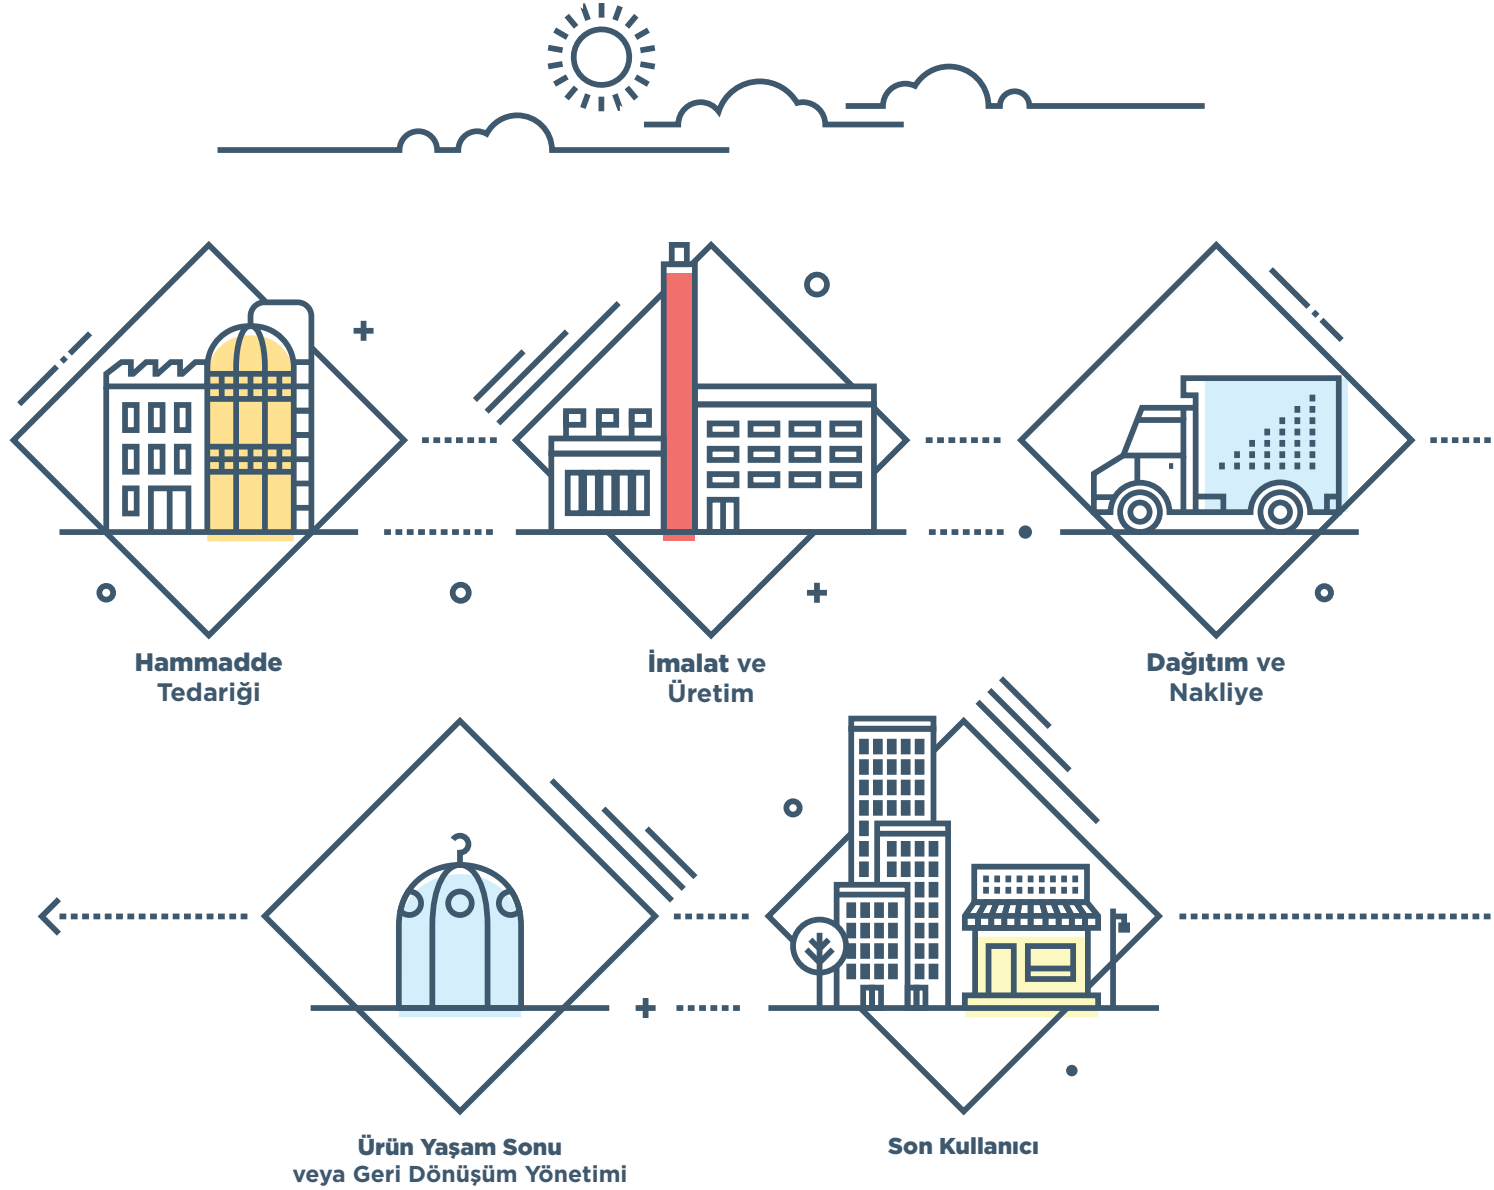 Hammadde
Tedariği
İmalat ve
Üretim
Dağıtım ve
Nakliye
Ürün Yaşam Sonu
veya Geri Dönüşüm Yönetimi
Son Kullanıcı